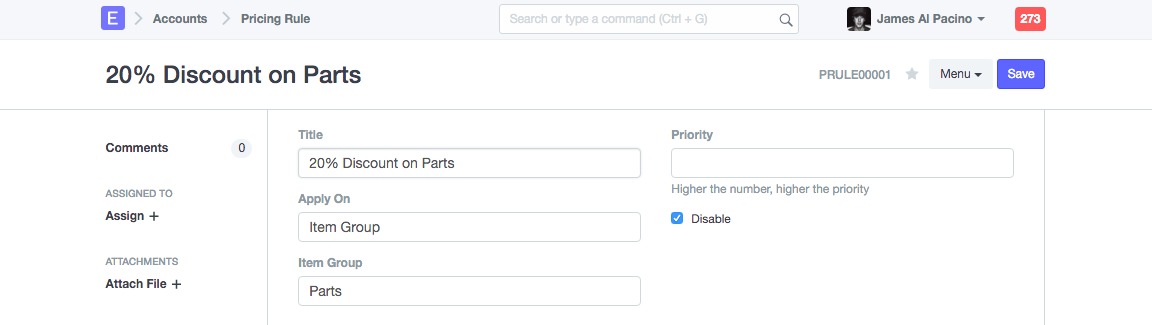 E Accounts Pricing Rule Search or type a command (Ctrl + G) James Al Pacino 273
20% Discount on Parts PRULE00001 Menu Save
Comments 0
ASSIGNED TO
Assign +
ATTACHMENTS
Attach File +
Title
20% Discount on Parts
Apply On
Item Group
Item Group
Parts
Priority
Higher the number, higher the priority
Disable